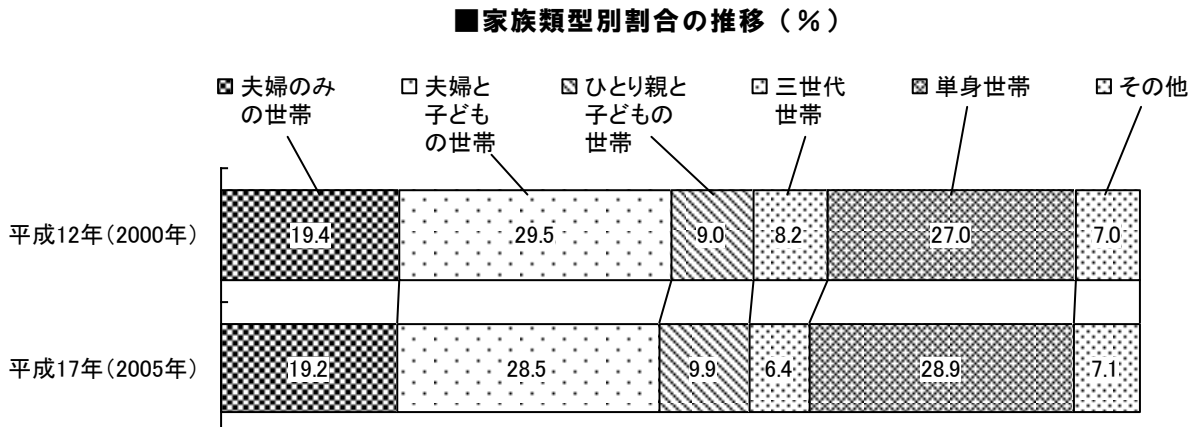 ■家族類型別割合の推移（％）
夫婦のみ
の世帯
夫婦と
子ども
の世帯
ひとり親と
子どもの
世帯
三世代
世帯
単身世帯
その他
平成12年（2000年）
19.4
29.5
9.0
8.2
27.0
7.0
平成17年（2005年）
19.2
28.5
9.9
6.4
28.9
7.1